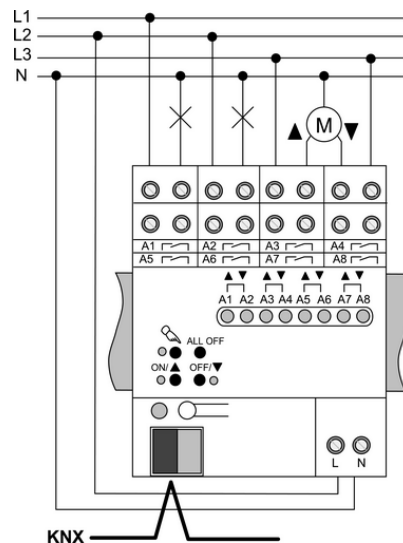 L1
L2
L3
N
M
A1 A2 A3 A4
A5 A6 A7 A8
A1 A2 A3 A4 A5 A6 A7 A8
ALL OFF
ON/▲ OFF/▼
L N
KNX